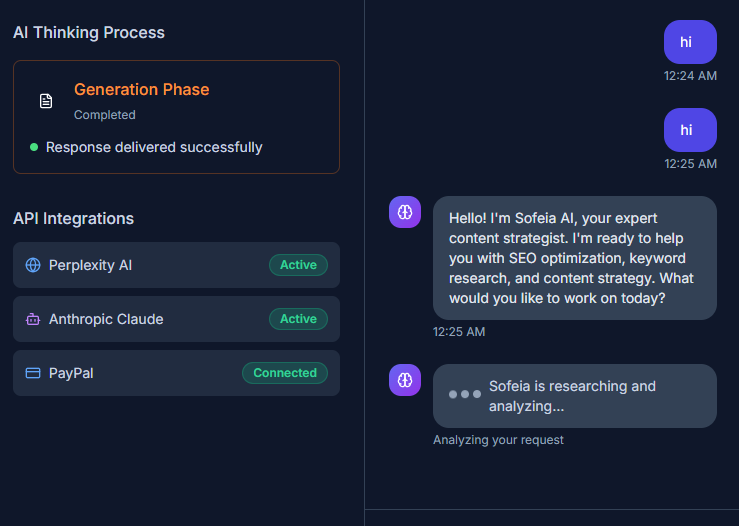 AI Thinking Process
Generation Phase
Completed
Response delivered successfully
API Integrations
Perplexity AI
Active
Anthropic Claude
Active
PayPal
Connected
hi
12:24 AM
hi
12:25 AM
Hello! I'm Sofeia AI, your expert
content strategist. I'm ready to help
you with SEO optimization, keyword
research, and content strategy. What
would you like to work on today?
12:25 AM
Sofeia is researching and
analyzing...
Analyzing your request